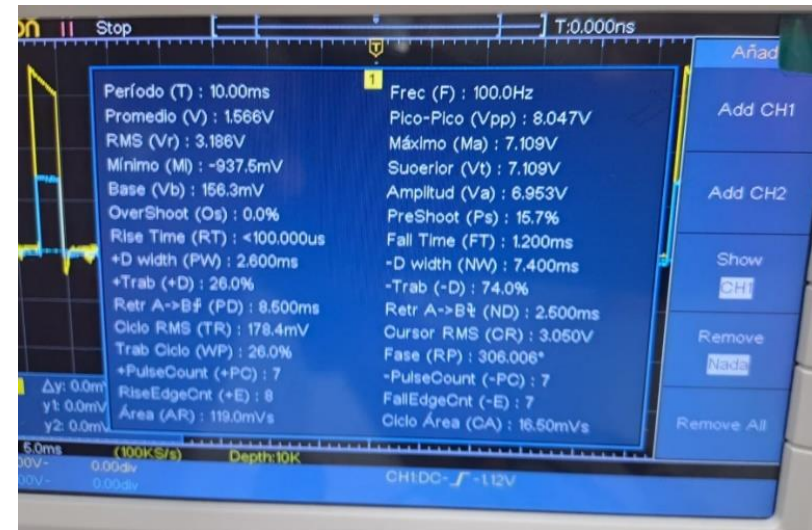 on Stop T:0.000ns
T
1
Añad
Período (T) : 10.00ms Frec (F) : 100.0Hz
Promedio (V) : 1.566V Pico-Pico (Vpp) : 8.047V
RMS (Vr) : 3.186V Máximo (Ma) : 7.109V
Mínimo (Mi) : -937.5mV Suoerior (Vt) : 7.109V
Base (Vb) : 156.3mV Amplitud (Va) : 6.953V
OverShoot (Os) : 0.0% PreShoot (Ps) : 15.7%
Rise Time (RT) : <100.000us Fall Time (FT) : 1.200ms
+D width (PW) : 2.600ms -D width (NW) : 7.400ms
+Trab (+D) : 26.0% -Trab (-D) : 74.0%
Retr A->B (PD) : 8.500ms Retr A->B (ND) : 2.500ms
Ciclo RMS (TR) : 178.4mV Cursor RMS (CR) : 3.050V
Trab Ciclo (WP) : 26.0% Fase (RP) : 306.006°
+PulseCount (+PC) : 7 -PulseCount (-PC) : 7
RiseEdgeCnt (+E) : 8 FallEdgeCnt (-E) : 7
Área (AR) : 119.0mVs Ciclo Área (CA) : 16.50mVs
Add CH1
Add CH2
Show
CH1
Remove
Nada
Remove All
Δy: 0.0m
y1: 0.0mV
y2: 0.0mV
5.0ms (100KS/s) Depth:10K
00V- 0.00div
00V- 0.00div
CH1:DC- -1.12V